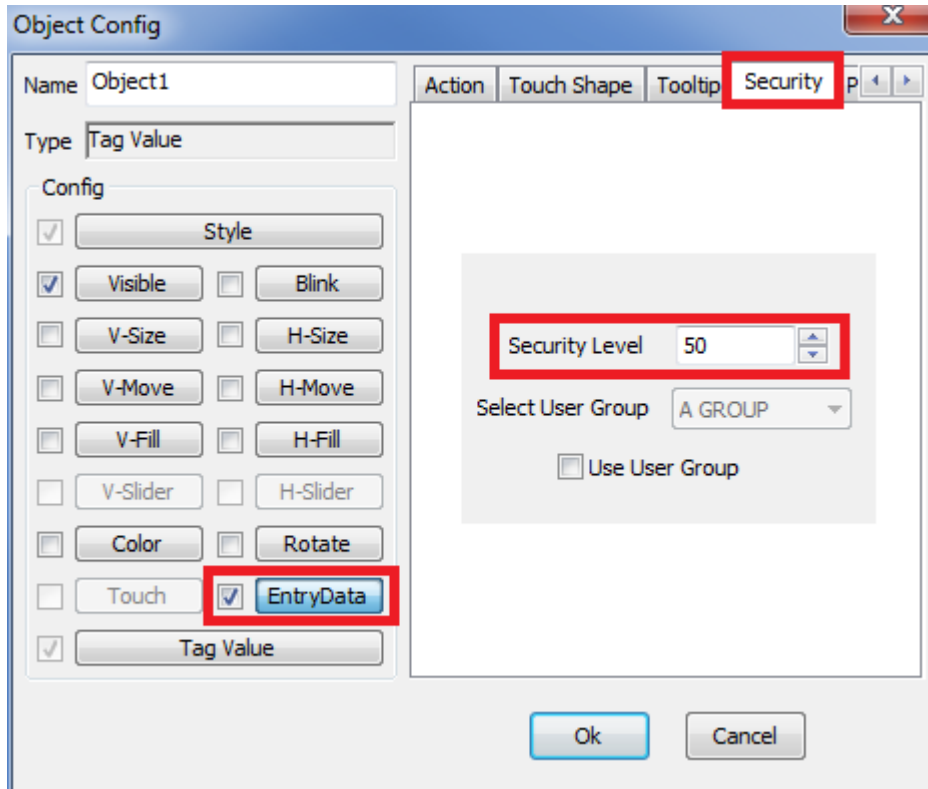 Object Config
X
Name Object1
Type Tag Value
Config
Style
Visible Blink
V-Size H-Size
V-Move H-Move
V-Fill H-Fill
V-Slider H-Slider
Color Rotate
Touch EntryData
Tag Value
Action Touch Shape Tooltip Security P
Security Level 50
Select User Group A GROUP
Use User Group
Ok Cancel